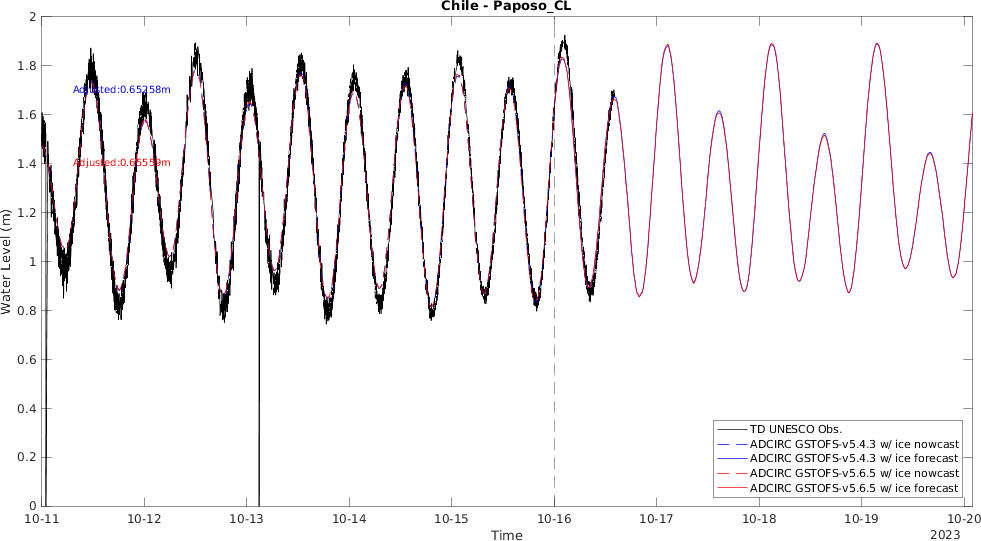 Chile - Paposo_CL
2
1.8
1.6
1.4
1.2
1
0.8
0.6
0.4
0.2
0
Water Level (m)
Adjusted:0.65258m
Adjusted:0.65559m
TD UNESCO Obs.
ADCIRC GSTOFS-v5.4.3 w/ ice nowcast
ADCIRC GSTOFS-v5.4.3 w/ ice forecast
ADCIRC GSTOFS-v5.6.5 w/ ice nowcast
ADCIRC GSTOFS-v5.6.5 w/ ice forecast
10-11 10-12 10-13 10-14 10-15 10-16 10-17 10-18 10-19 10-20
Time
2023